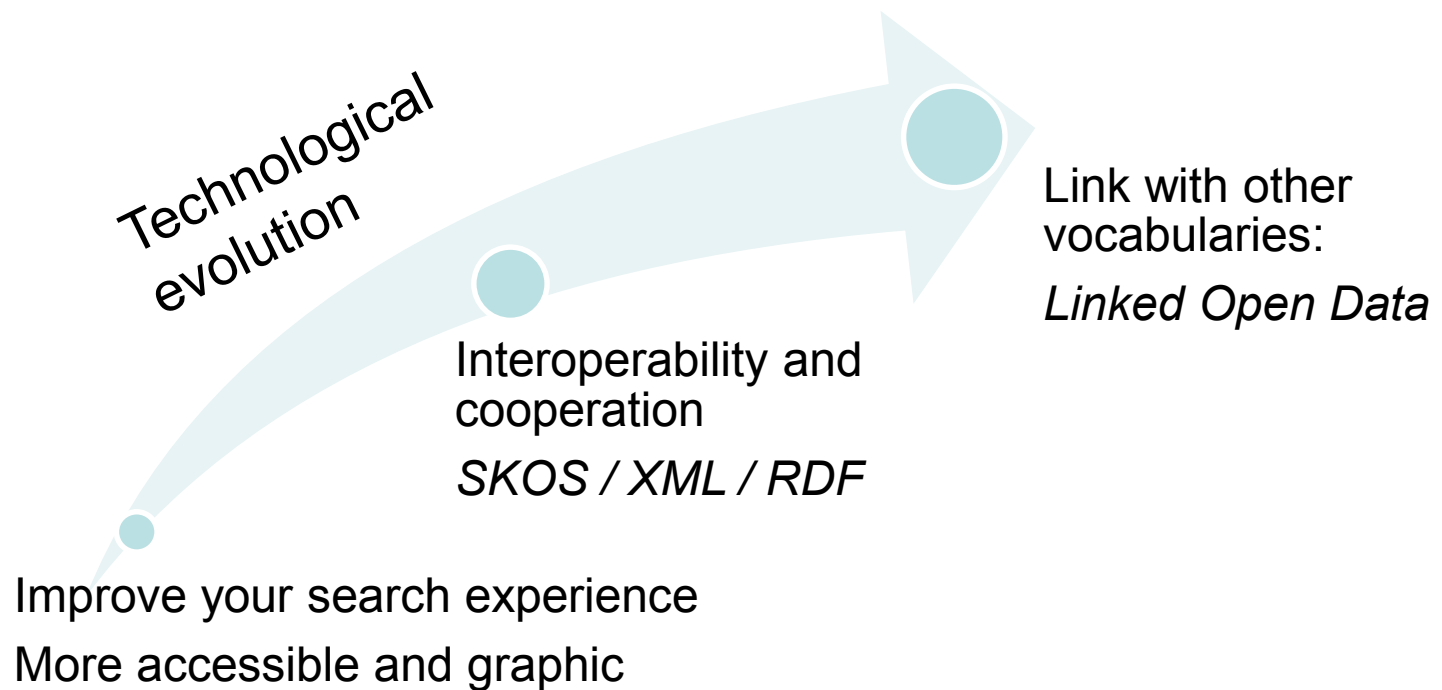 Technological
evolution
Link with other
vocabularies:
Linked Open Data
Interoperability and
cooperation
SKOS / XML / RDF
Improve your search experience
More accessible and graphic